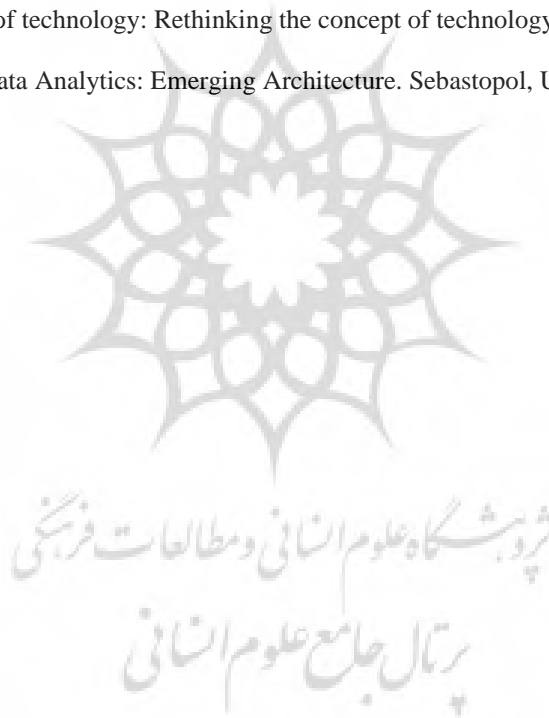 of technology: Rethinking the concept of technology
ata Analytics: Emerging Architecture. Sebastopol, U
پژوهشگاه علوم انسانی و مطالعات فرهنگی
پرتال جامع علوم انسانی